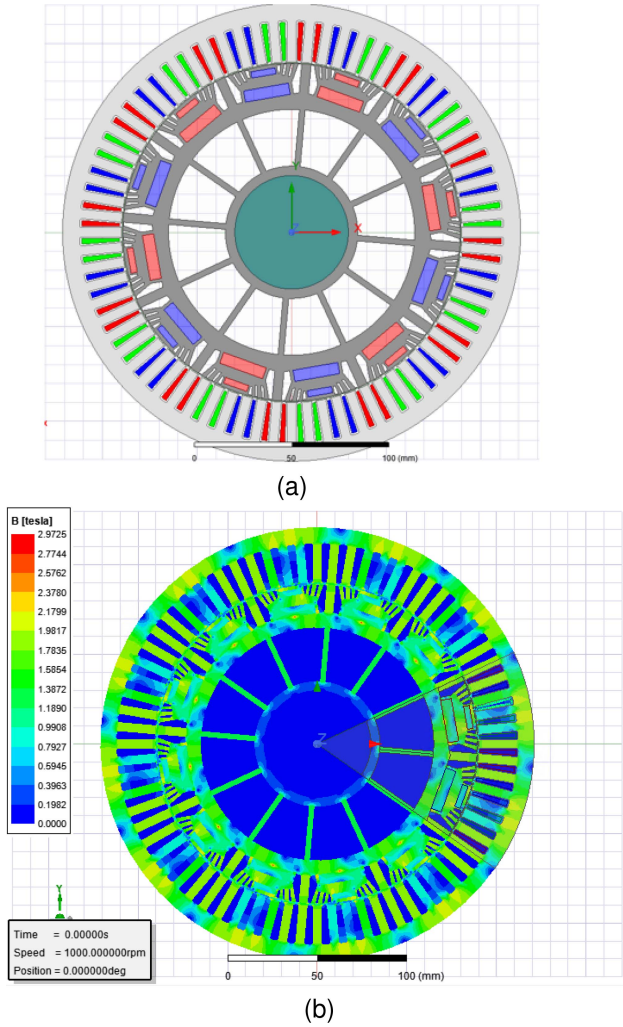 Y
Z
X
0
50
100 (mm)
(a)
B [tesla]
2.9725
2.7744
2.5762
2.3780
2.1799
1.9817
1.7835
1.5854
1.3872
1.1890
0.9908
0.7927
0.5945
0.3963
0.1982
0.0000
Z
Y
Time = 0.00000s
Speed = 1000.000000rpm
Position = 0.000000deg
0
50
100 (mm)
(b)